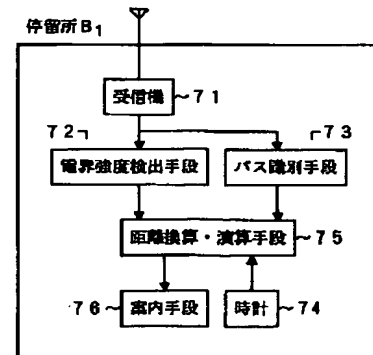 停留所B1
受信機 ~71
72 73
電界強度検出手段 バス識別手段
距離換算・演算手段 ~75
76~ 案内手段 時計 ~74